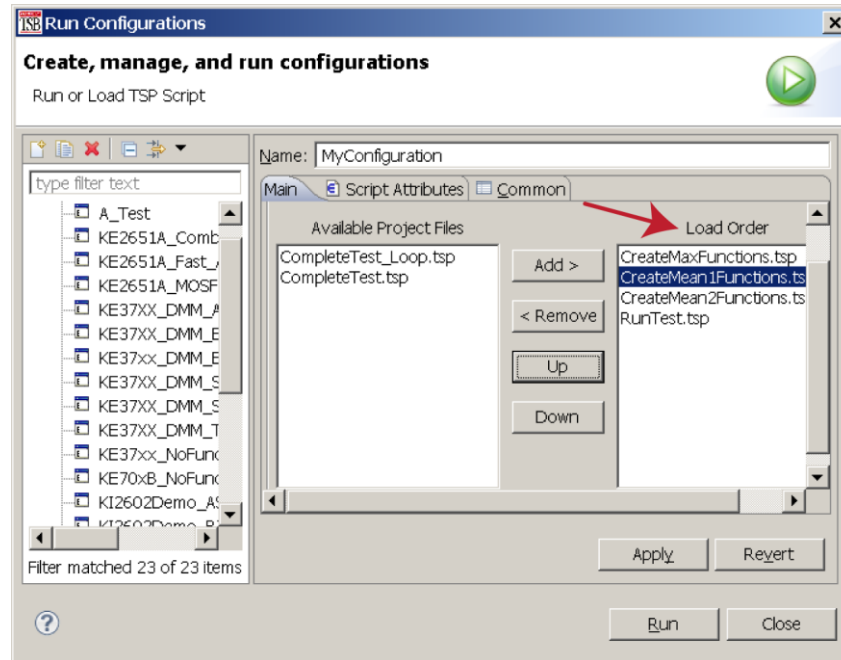 TSB Run Configurations
Create, manage, and run configurations
Run or Load TSP Script
type filter text
A_Test
KE2651A_Comb
KE2651A_Fast_
KE2651A_MOSF
KE37XX_DMM_A
KE37XX_DMM_E
KE37xx_DMM_E
KE37XX_DMM_S
KE37XX_DMM_S
KE37XX_DMM_T
KE37xx_NoFunc
KE70xB_NoFunc
KI2602Demo_AS
Filter matched 23 of 23 items
Name: MyConfiguration
Main Script Attributes Common
Available Project Files
CompleteTest_Loop.tsp
CompleteTest.tsp
Add >
< Remove
Up
Down
Load Order
CreateMaxFunctions.tsp
CreateMean1Functions.ts
CreateMean2Functions.ts
RunTest.tsp
Apply Revert
Run Close